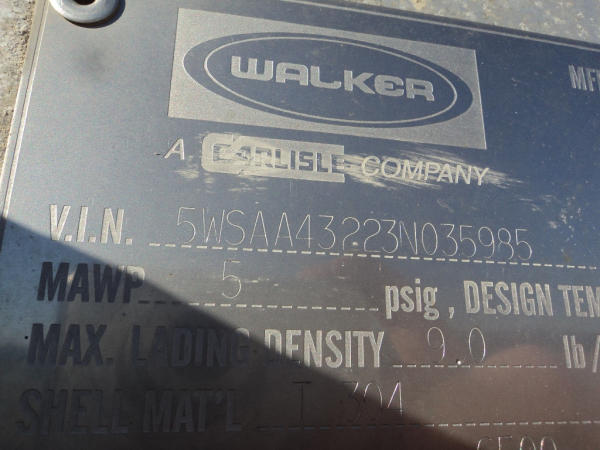 WALKER
MF
A CARLISLE COMPANY
V.I.N. 5WSAA43223N035985
MAWP 5 psig, DESIGN TEM
MAX. LADING DENSITY 9.0 lb/
SHELL MAT'L T 304